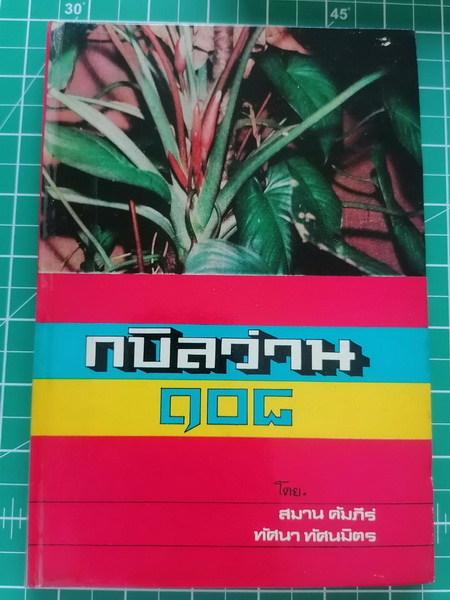 30°
45°
กบิลว่าน
๑๐๘
โดย.
สมาน คัมภีร์
ทัศนา ทัศนมิตร